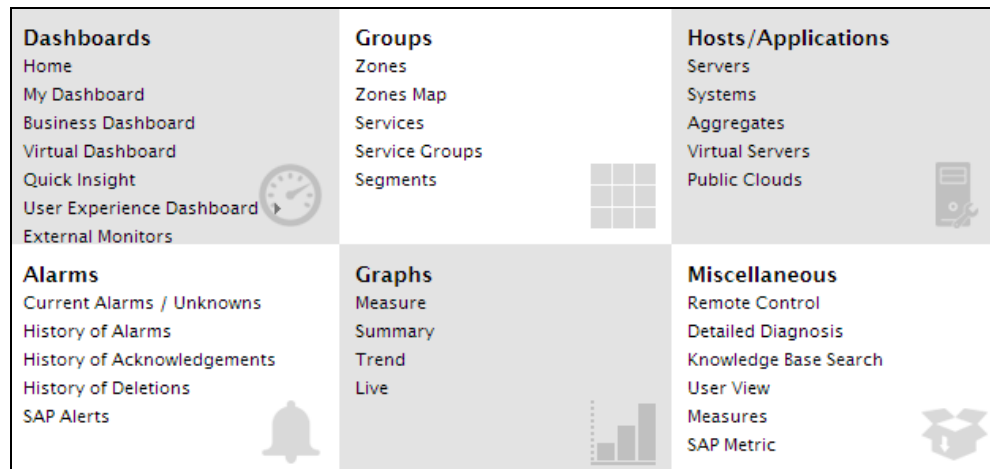 Dashboards
Home
My Dashboard
Business Dashboard
Virtual Dashboard
Quick Insight
User Experience Dashboard
External Monitors
Groups
Zones
Zones Map
Services
Service Groups
Segments
Hosts/Applications
Servers
Systems
Aggregates
Virtual Servers
Public Clouds
Alarms
Current Alarms / Unknowns
History of Alarms
History of Acknowledgements
History of Deletions
SAP Alerts
Graphs
Measure
Summary
Trend
Live
Miscellaneous
Remote Control
Detailed Diagnosis
Knowledge Base Search
User View
Measures
SAP Metric